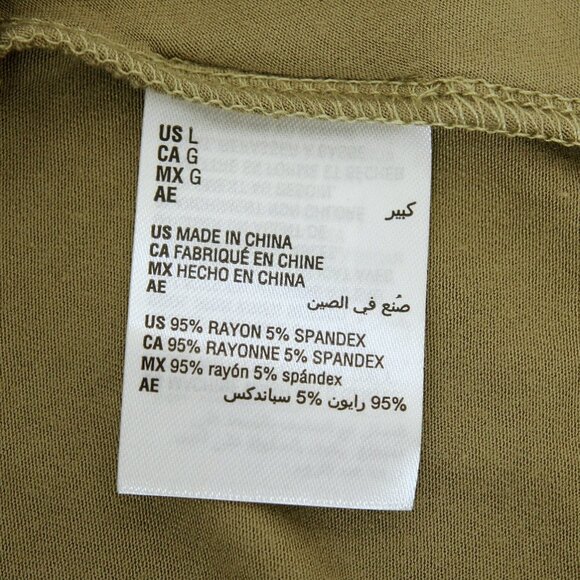 US L
CA G
MX G
AE كبير
US MADE IN CHINA
CA FABRIQUÉ EN CHINE
MX HECHO EN CHINA
AE صُنع في الصين
US 95% RAYON 5% SPANDEX
CA 95% RAYONNE 5% SPANDEX
MX 95% rayón 5% spándex
AE 95% رايون 5% سباندكس